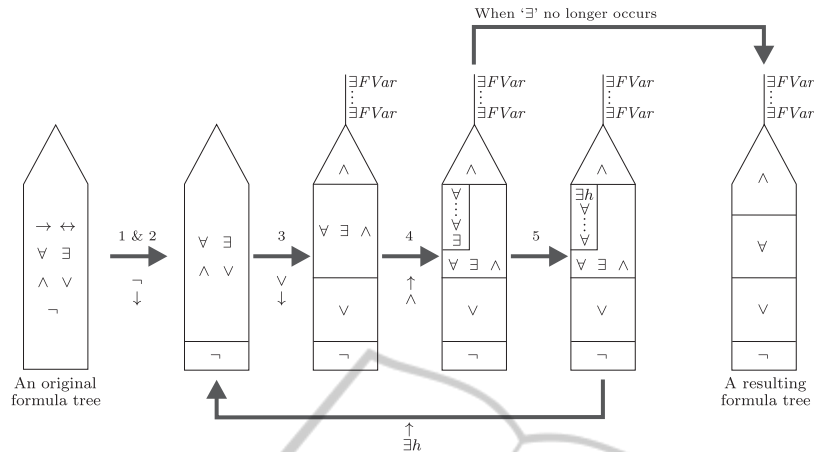 When ‘∃’ no longer occurs
∃FVar ∃FVar ∃FVar ∃FVar
⋮ ⋮ ⋮ ⋮
∃FVar ∃FVar ∃FVar ∃FVar
∧ ∧ ∧ ∧
→ ↔
∀ ∃
∧ ∨
¬
1 & 2
¬
↓
∀ ∃
∧ ∨
¬
3
∨
↓
∀ ∃ ∧
∨
¬
4
↑
∧
∀
⋮
∀
∃
∀ ∃ ∧
∨
¬
5
∃h
∀
⋮
∀
∀ ∃ ∧
∨
¬
∀
∨
¬
An original
formula tree
A resulting
formula tree
↑
∃h